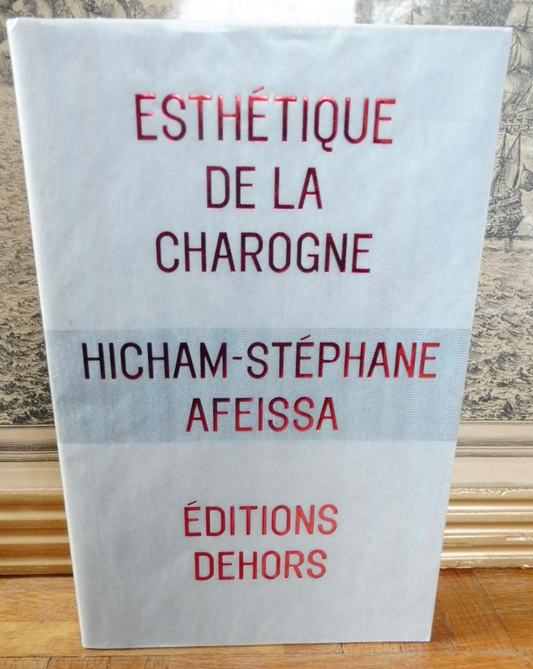 ESTHÉTIQUE
DE LA
CHAROGNE
HICHAM-STÉPHANE
AFEISSA
ÉDITIONS
DEHORS